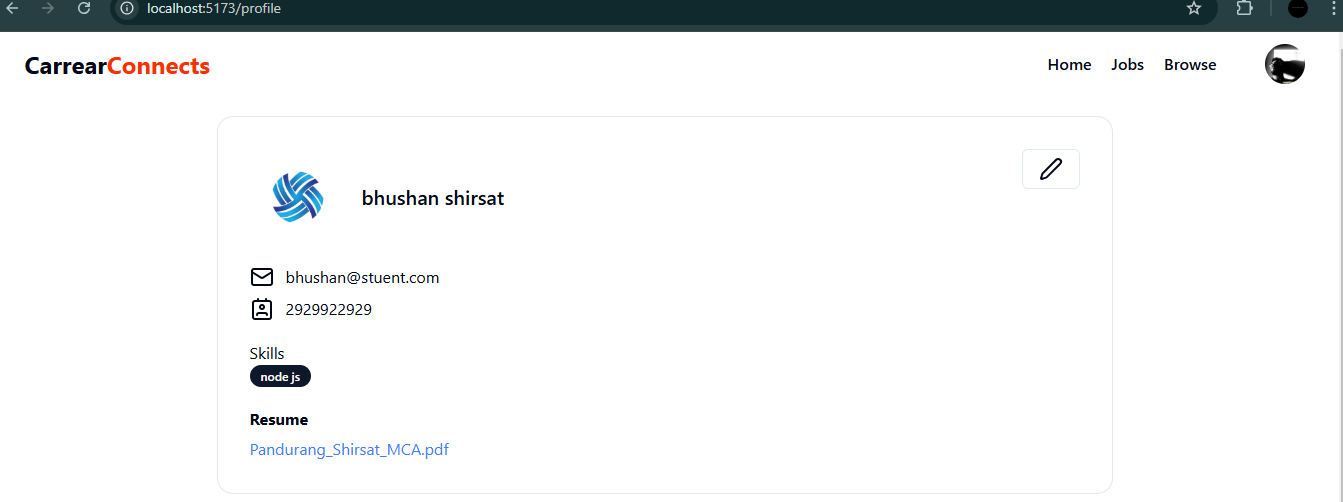 localhost:5173/profile
CarrearConnects
Home Jobs Browse
bhushan shirsat
bhushan@stuent.com
2929922929
Skills
node js
Resume
Pandurang_Shirsat_MCA.pdf